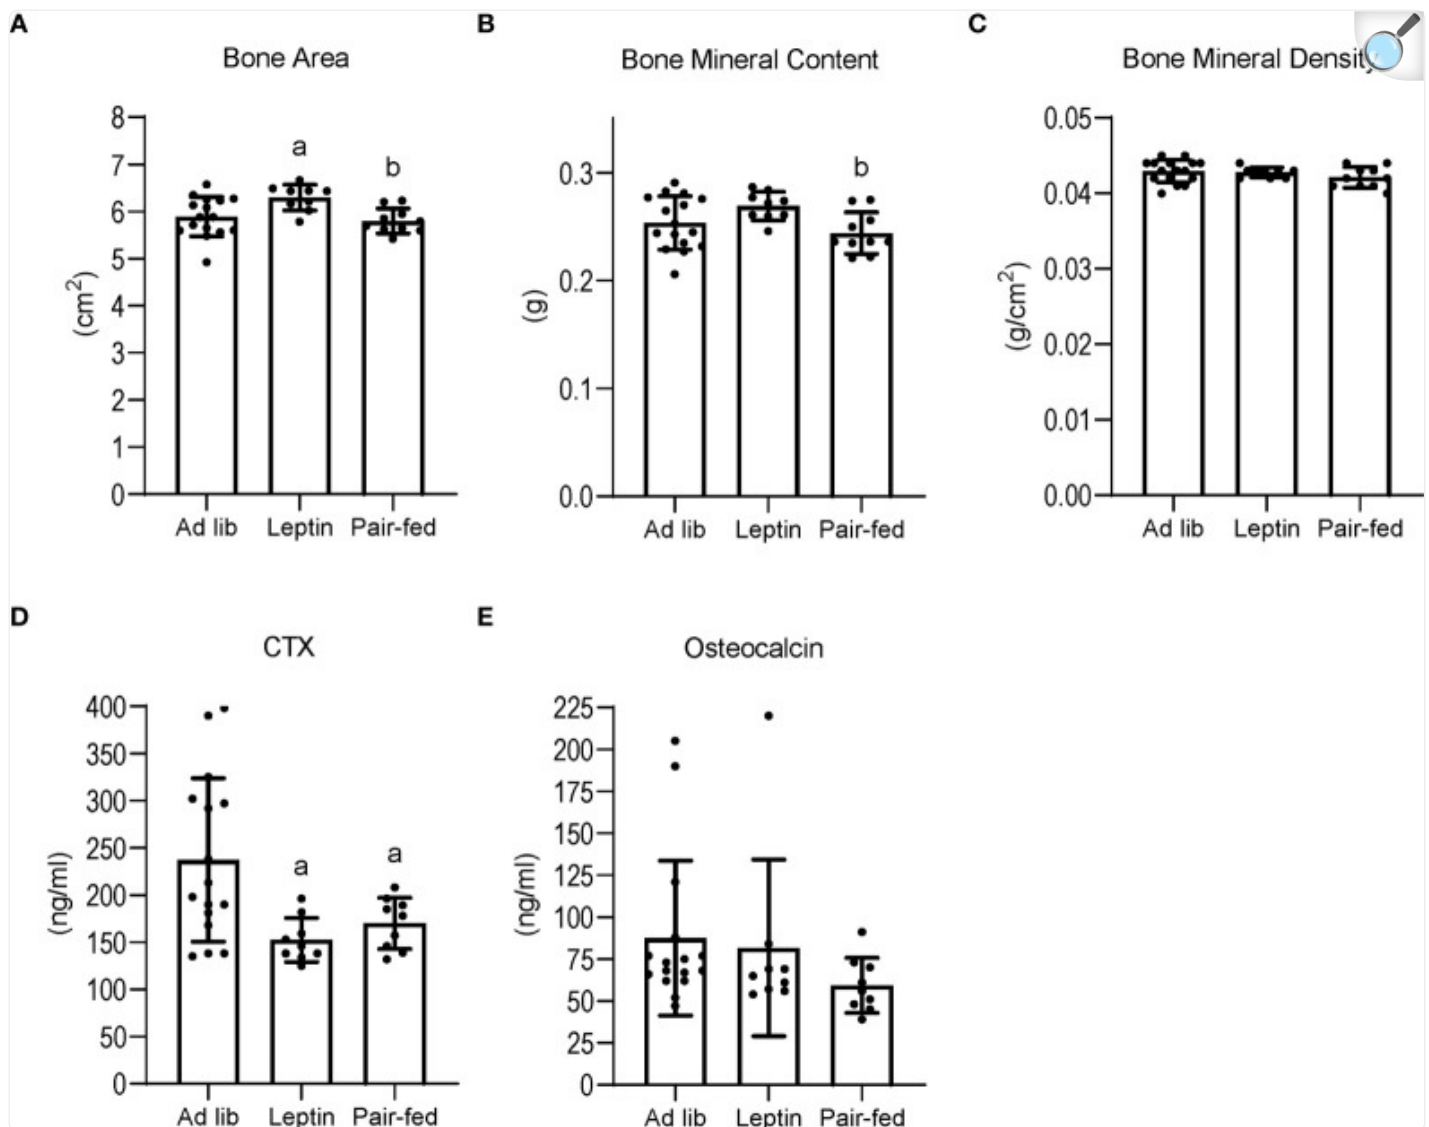 A
Bone Area
8
7
6
5
4
3
2
1
0
(cm2)
a
b
Ad lib Leptin Pair-fed
B
Bone Mineral Content
0.3
0.2
0.1
0.0
(g)
b
Ad lib Leptin Pair-fed
C
Bone Mineral Density
0.05
0.04
0.03
0.02
0.01
0.00
(g/cm2)
Ad lib Leptin Pair-fed
D
CTX
400
350
300
250
200
150
100
50
0
(ng/ml)
a
a
Ad lib Leptin Pair-fed
E
Osteocalcin
225
200
175
150
125
100
75
50
25
0
(ng/ml)
Ad lib Leptin Pair-fed